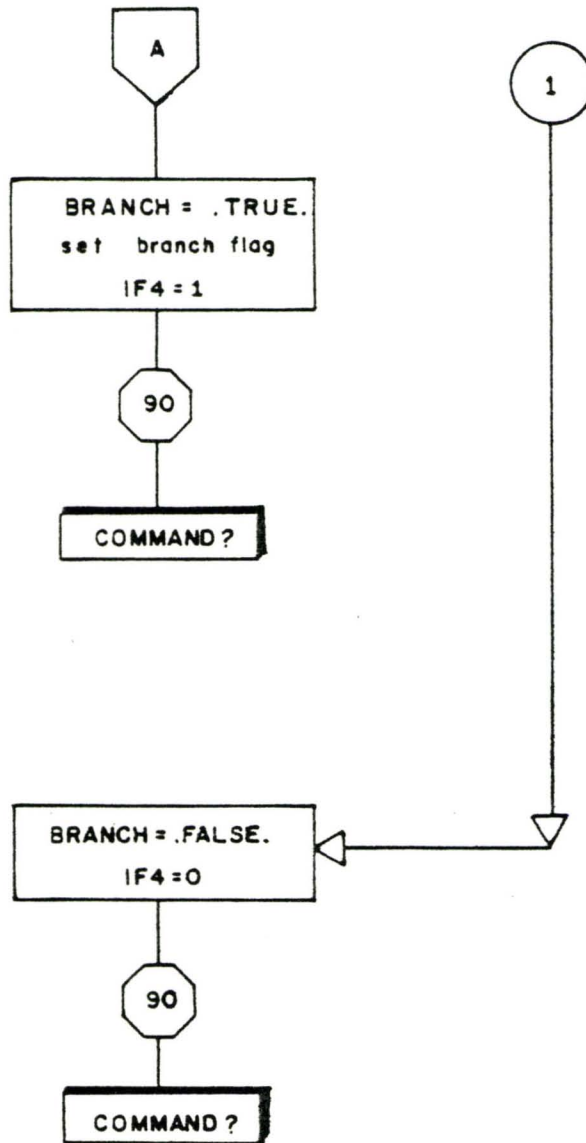 A
1
BRANCH = .TRUE.
set branch flag
IF4 = 1
90
COMMAND?
BRANCH = .FALSE.
IF4 = 0
90
COMMAND?